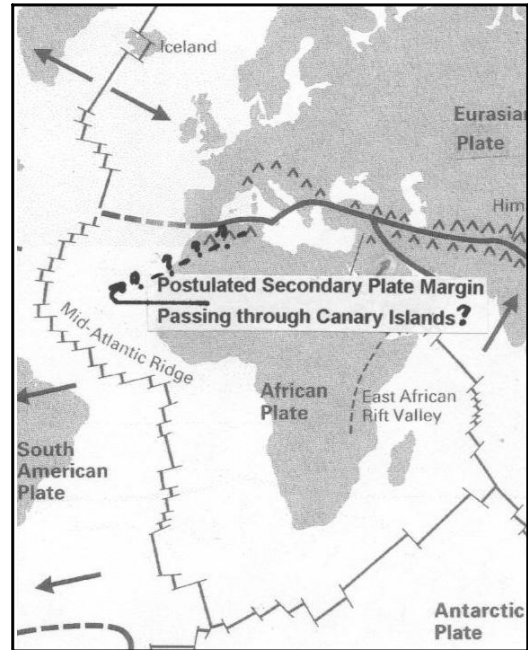 Iceland
Eurasian
Plate
Him
? ? ? ?
Postulated Secondary Plate Margin
Passing through Canary Islands?
Mid-Atlantic Ridge
African
Plate
East African
Rift Valley
South
American
Plate
Antarctic
Plate